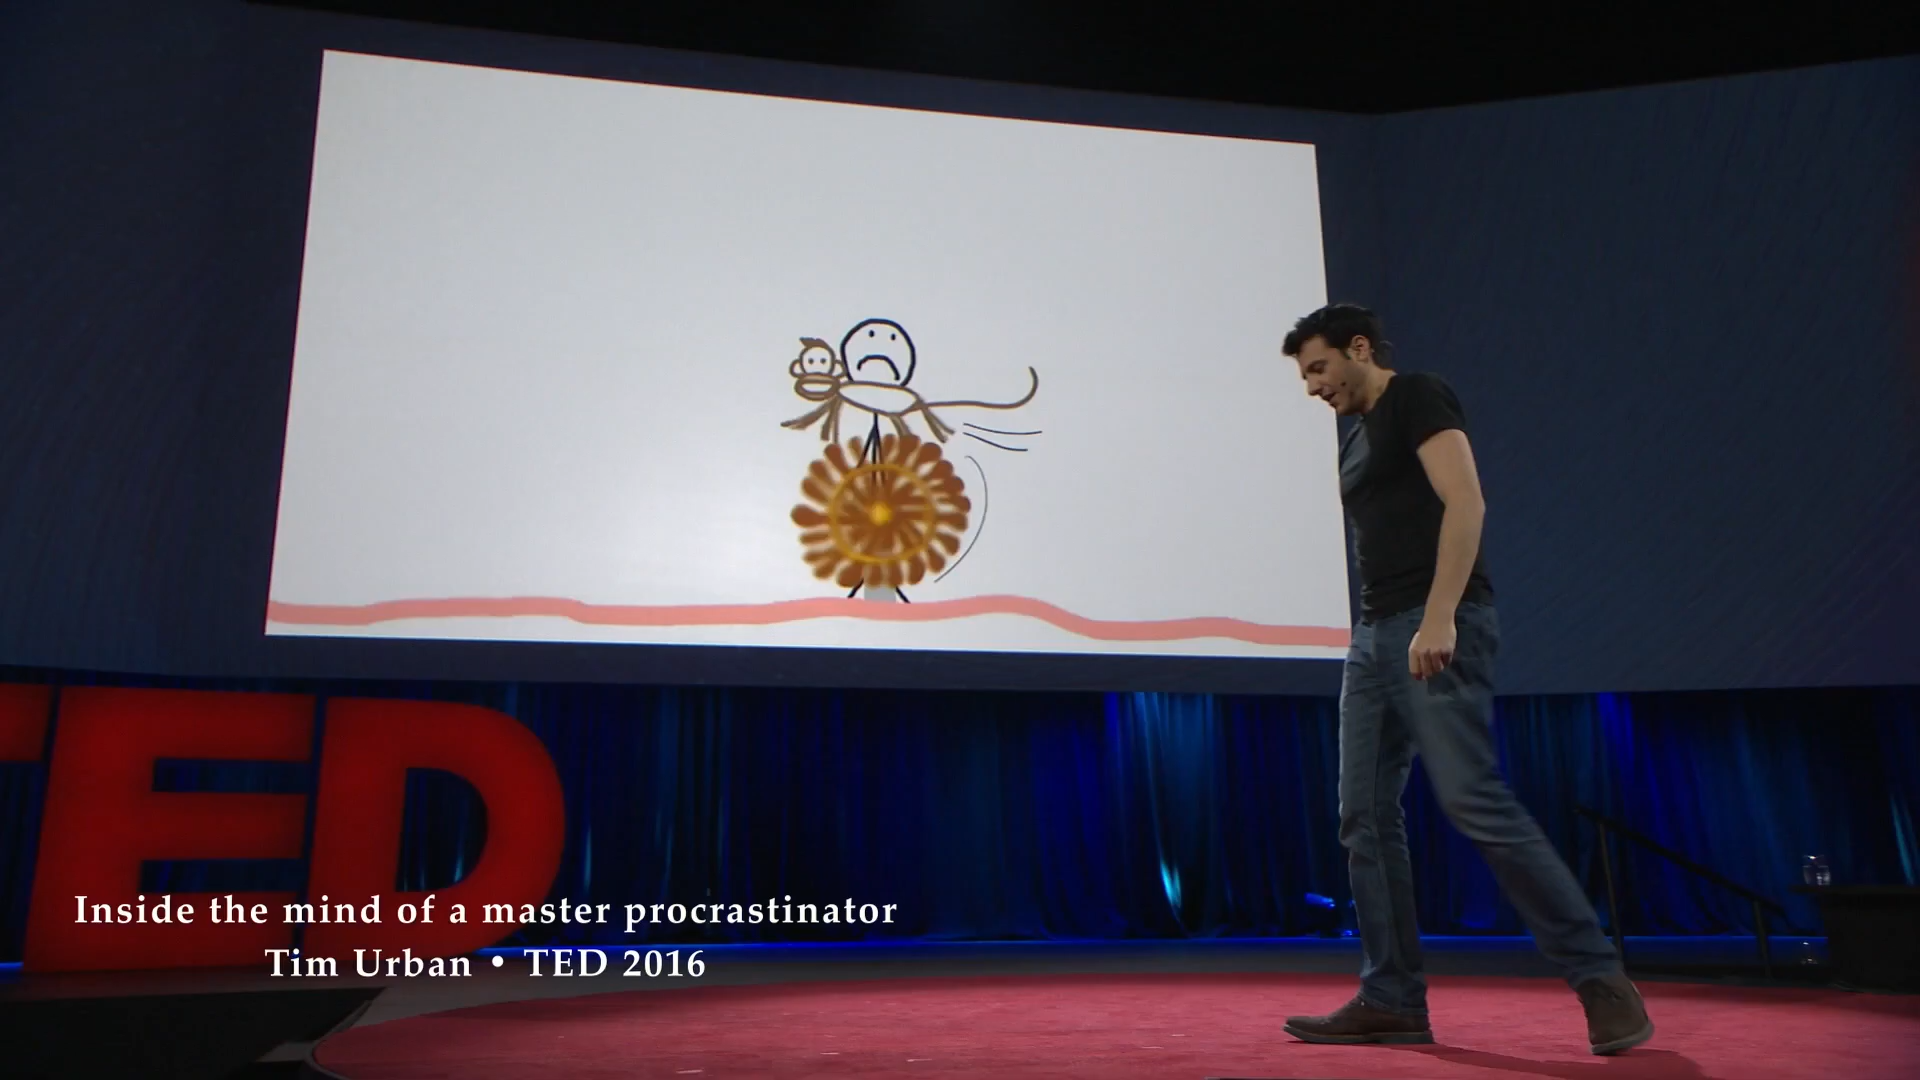 TED
Inside the mind of a master procrastinator
Tim Urban • TED 2016